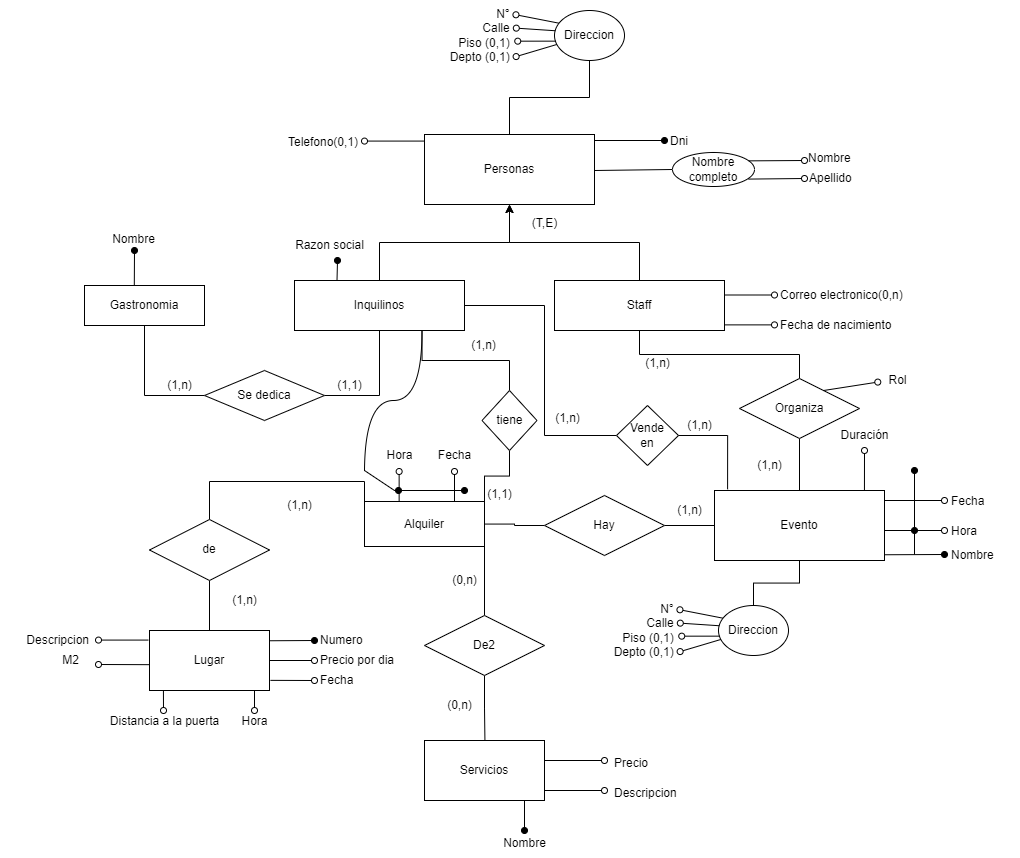 N°
Calle
Piso (0,1)
Depto (0,1)
Direccion
Telefono(0,1)
Personas
Dni
Nombre
completo
Nombre
Apellido
(T,E)
Nombre
Razon social
Gastronomia
Inquilinos
Staff
Correo electronico(0,n)
Fecha de nacimiento
(1,n)
(1,n)
(1,n)
Se dedica
(1,1)
Rol
tiene
(1,n)
Vende
en
(1,n)
Organiza
Duración
Hora
Fecha
(1,n)
(1,1)
(1,n)
Alquiler
Hay
(1,n)
Evento
Fecha
Hora
Nombre
de
(0,n)
(1,n)
N°
Calle
Piso (0,1)
Depto (0,1)
Direccion
Descripcion
M2
Lugar
Numero
Precio por dia
Fecha
De2
Distancia a la puerta
Hora
(0,n)
Servicios
Precio
Descripcion
Nombre